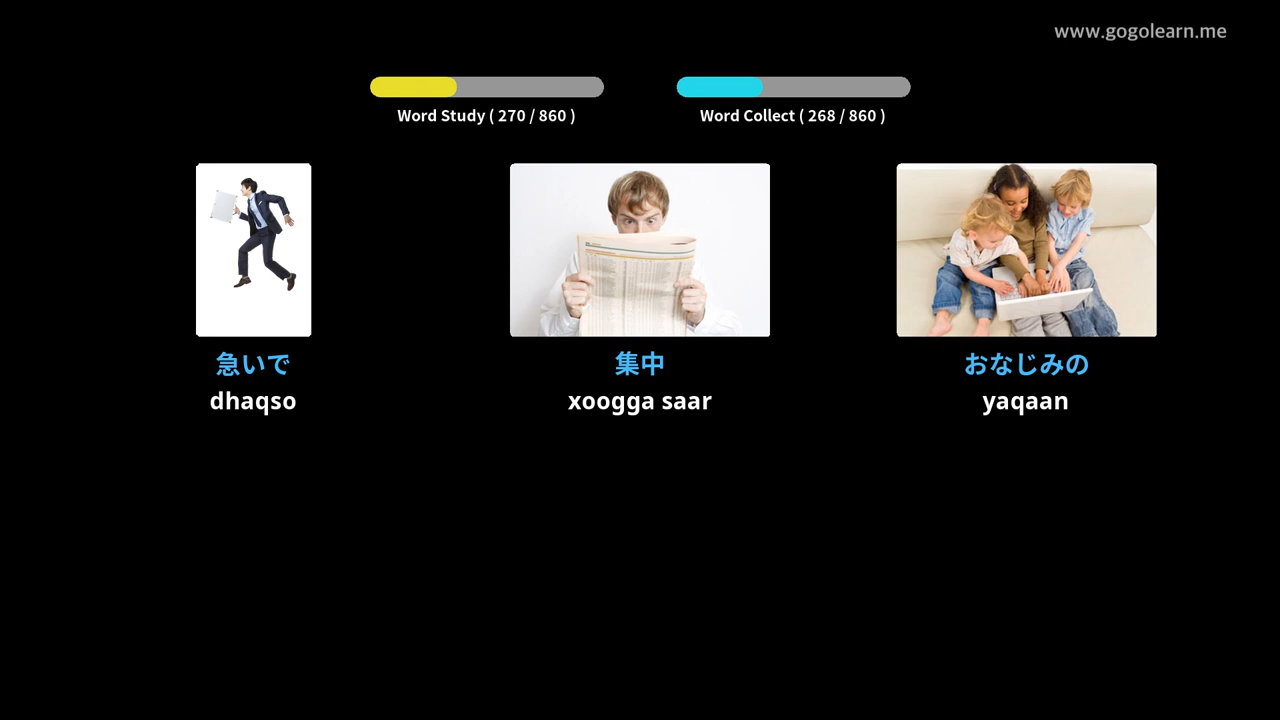 www.gogolearn.me
Word Study ( 270 / 860 )
Word Collect ( 268 / 860 )
急いで
dhaqso
集中
xoogga saar
おなじみの
yaqaan